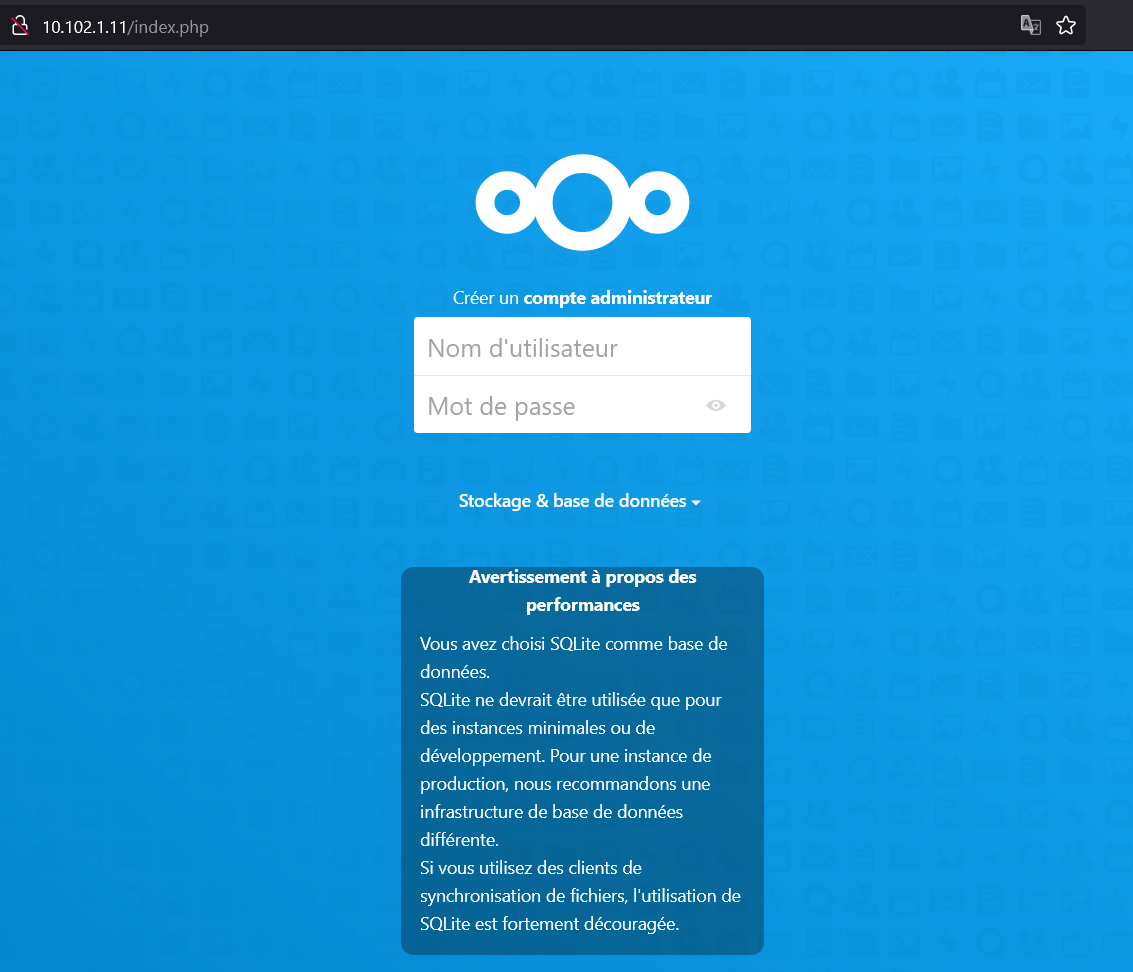 10.102.1.11/index.php
Créer un compte administrateur
Nom d'utilisateur
Mot de passe
Stockage & base de données
Avertissement à propos des
performances
Vous avez choisi SQLite comme base de
données.
SQLite ne devrait être utilisée que pour
des instances minimales ou de
développement. Pour une instance de
production, nous recommandons une
infrastructure de base de données
différente.
Si vous utilisez des clients de
synchronisation de fichiers, l'utilisation de
SQLite est fortement découragée.